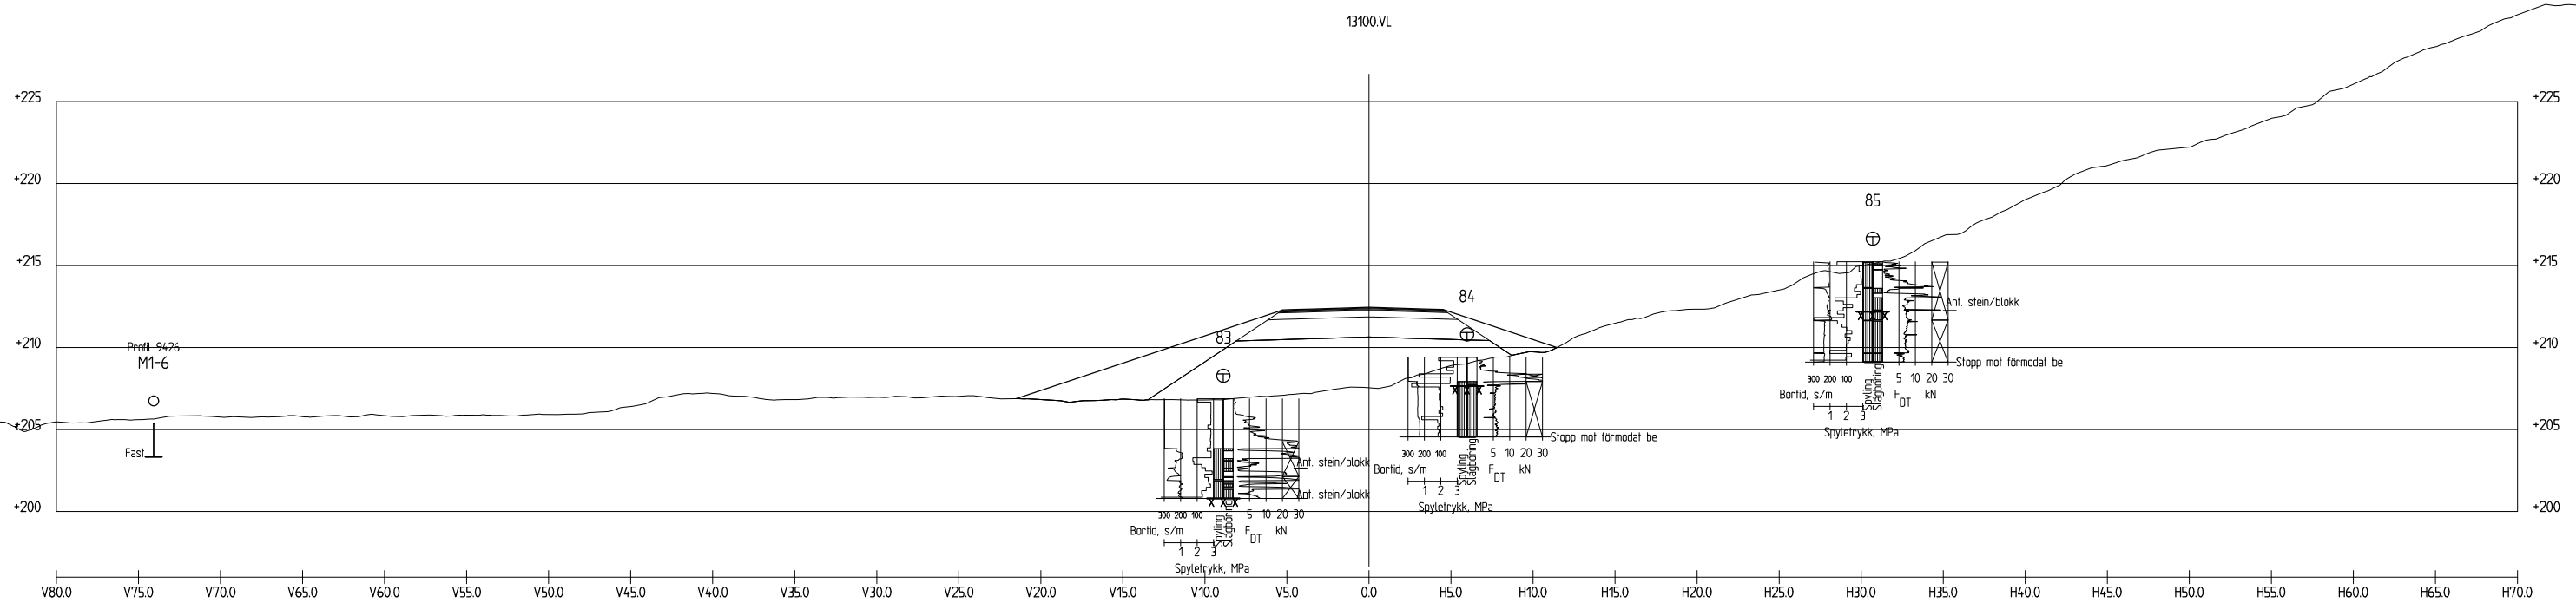 13100.VL
+225
+225
+220
+220
85
+215
+215
84
Ant. stein/blokk
83
Profil 9426
M1-6
+210
+210
Stopp mot förmodat be
300 200 100
5 10 20 30
Bortid, s/m
Spyling
Slagboring
F DT kN
1 2 3
Spyletrykk, MPa
+205
+205
Fast
Stopp mot förmodat be
300 200 100
5 10 20 30
Bortid, s/m
Spyling
Slagboring
F DT kN
1 2 3
Spyletrykk, MPa
Ant. stein/blokk
Ant. stein/blokk
+200
+200
300 200 100
5 10 20 30
Bortid, s/m
Spyling
Slagboring
F DT kN
1 2 3
Spyletrykk, MPa
V80.0 V75.0 V70.0 V65.0 V60.0 V55.0 V50.0 V45.0 V40.0 V35.0 V30.0 V25.0 V20.0 V15.0 V10.0 V5.0 0.0 H5.0 H10.0 H15.0 H20.0 H25.0 H30.0 H35.0 H40.0 H45.0 H50.0 H55.0 H60.0 H65.0 H70.0